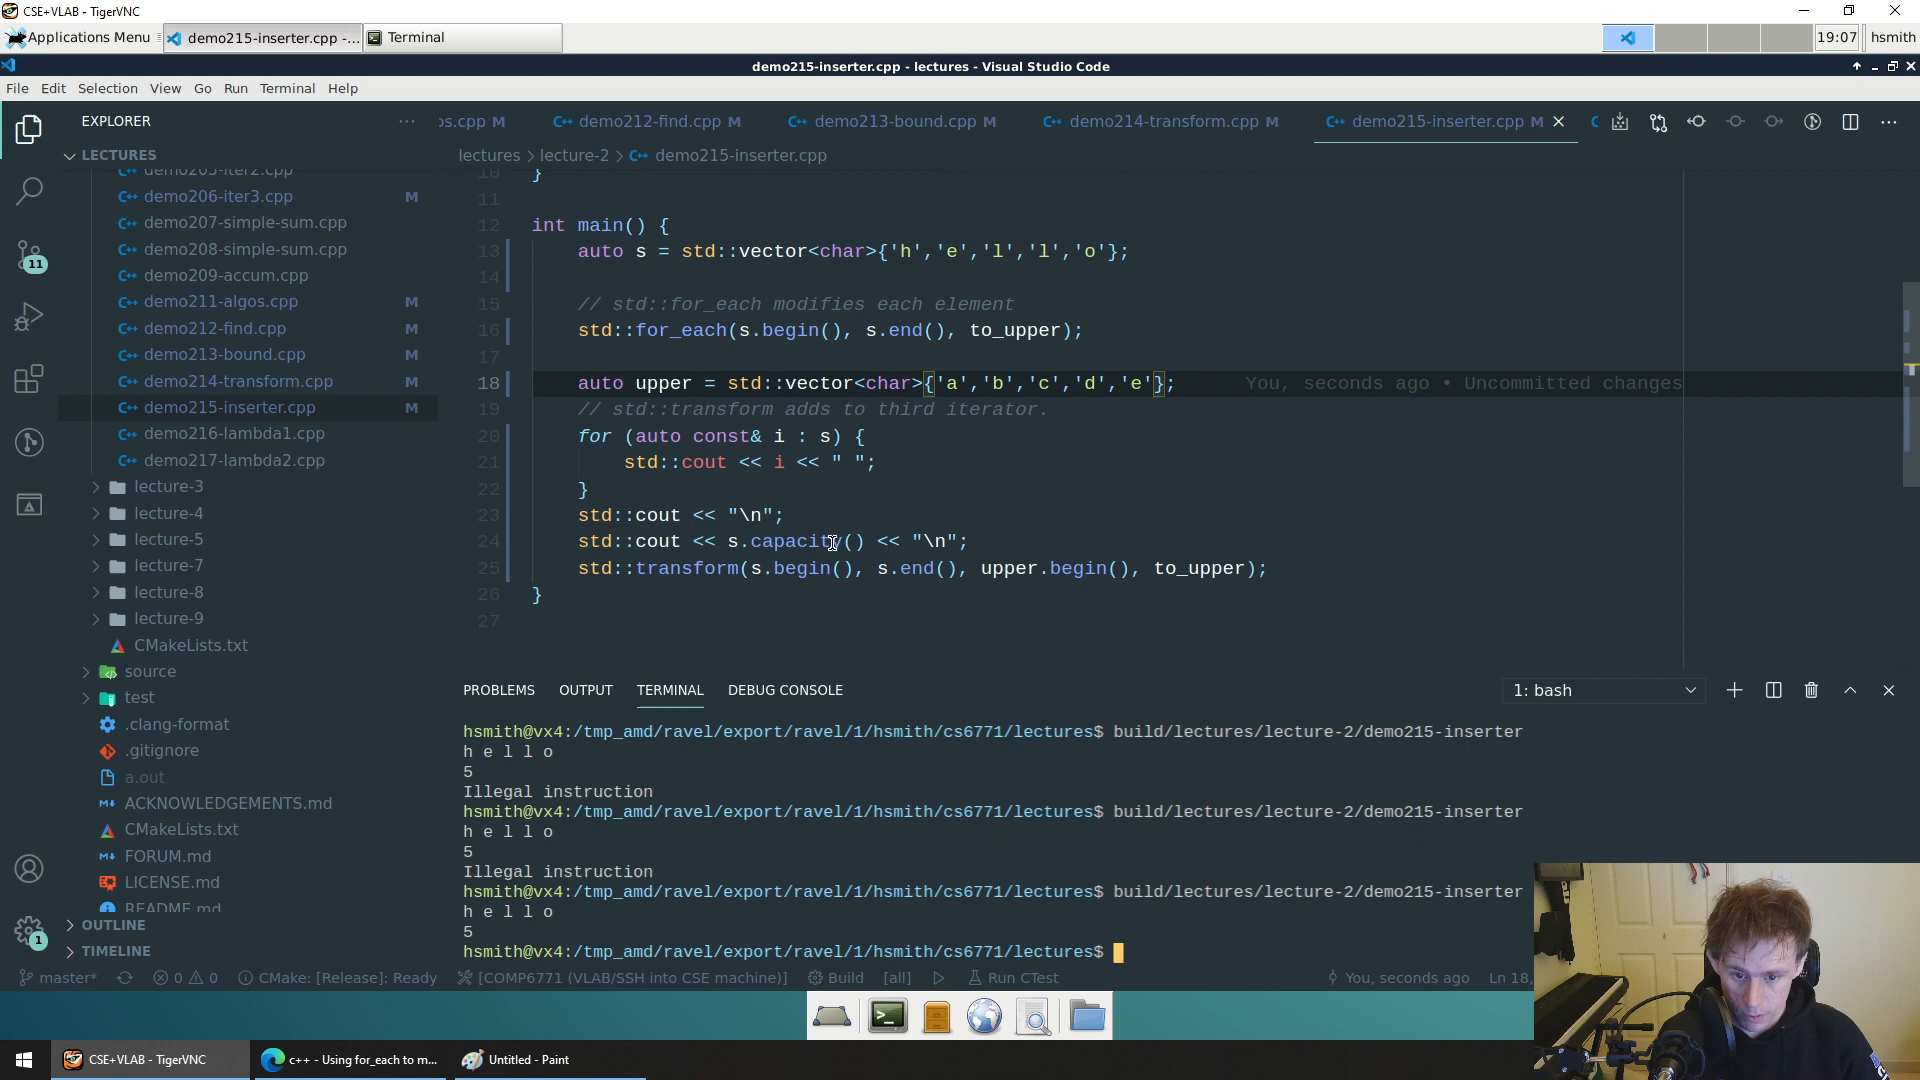 CSE+VLAB - TigerVNC
Applications Menu
demo215-inserter.cpp -...
Terminal
19:07
hsmith
demo215-inserter.cpp - lectures - Visual Studio Code
File Edit Selection View Go Run Terminal Help
EXPLORER
os.cpp M
demo212-find.cpp M
demo213-bound.cpp M
demo214-transform.cpp M
demo215-inserter.cpp M
LECTURES
lectures > lecture-2 > demo215-inserter.cpp
demo205-iter2.cpp
demo206-iter3.cpp M
demo207-simple-sum.cpp
demo208-simple-sum.cpp
demo209-accum.cpp
demo211-algos.cpp M
demo212-find.cpp M
demo213-bound.cpp M
demo214-transform.cpp M
demo215-inserter.cpp M
demo216-lambda1.cpp
demo217-lambda2.cpp
lecture-3
lecture-4
lecture-5
lecture-7
lecture-8
lecture-9
CMakeLists.txt
source
test
.clang-format
.gitignore
a.out
ACKNOWLEDGEMENTS.md
CMakeLists.txt
FORUM.md
LICENSE.md
README.md
OUTLINE
TIMELINE
11
1
10 }
11
12 int main() {
13 auto s = std::vector<char>{'h','e','l','l','o'};
14
15 // std::for_each modifies each element
16 std::for_each(s.begin(), s.end(), to_upper);
17
18 auto upper = std::vector<char>{'a','b','c','d','e'}; You, seconds ago • Uncommitted changes
19 // std::transform adds to third iterator.
20 for (auto const& i : s) {
21 std::cout << i << " ";
22 }
23 std::cout << "\n";
24 std::cout << s.capacity() << "\n";
25 std::transform(s.begin(), s.end(), upper.begin(), to_upper);
26 }
27
PROBLEMS OUTPUT TERMINAL DEBUG CONSOLE
1: bash
hsmith@vx4:/tmp_amd/ravel/export/ravel/1/hsmith/cs6771/lectures$ build/lectures/lecture-2/demo215-inserter
h e l l o
5
Illegal instruction
hsmith@vx4:/tmp_amd/ravel/export/ravel/1/hsmith/cs6771/lectures$ build/lectures/lecture-2/demo215-inserter
h e l l o
5
Illegal instruction
hsmith@vx4:/tmp_amd/ravel/export/ravel/1/hsmith/cs6771/lectures$ build/lectures/lecture-2/demo215-inserter
h e l l o
5
hsmith@vx4:/tmp_amd/ravel/export/ravel/1/hsmith/cs6771/lectures$
master* 0 0 CMake: [Release]: Ready [COMP6771 (VLAB/SSH into CSE machine)] Build [all] Run CTest You, seconds ago Ln 18,
CSE+VLAB - TigerVNC
c++ - Using for_each to m...
Untitled - Paint